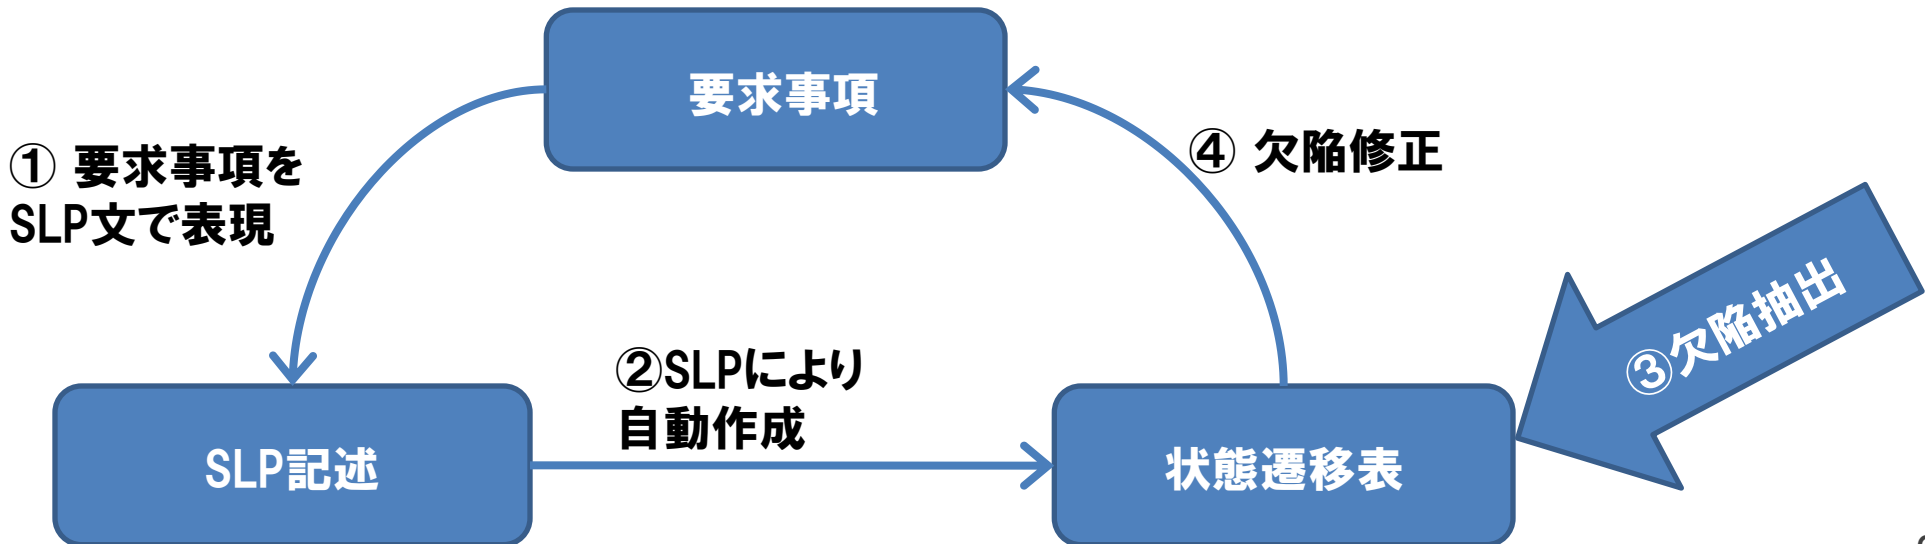 要求事項
① 要求事項を
SLP文で表現
④ 欠陥修正
③欠陥抽出
②SLPにより
自動作成
SLP記述
状態遷移表